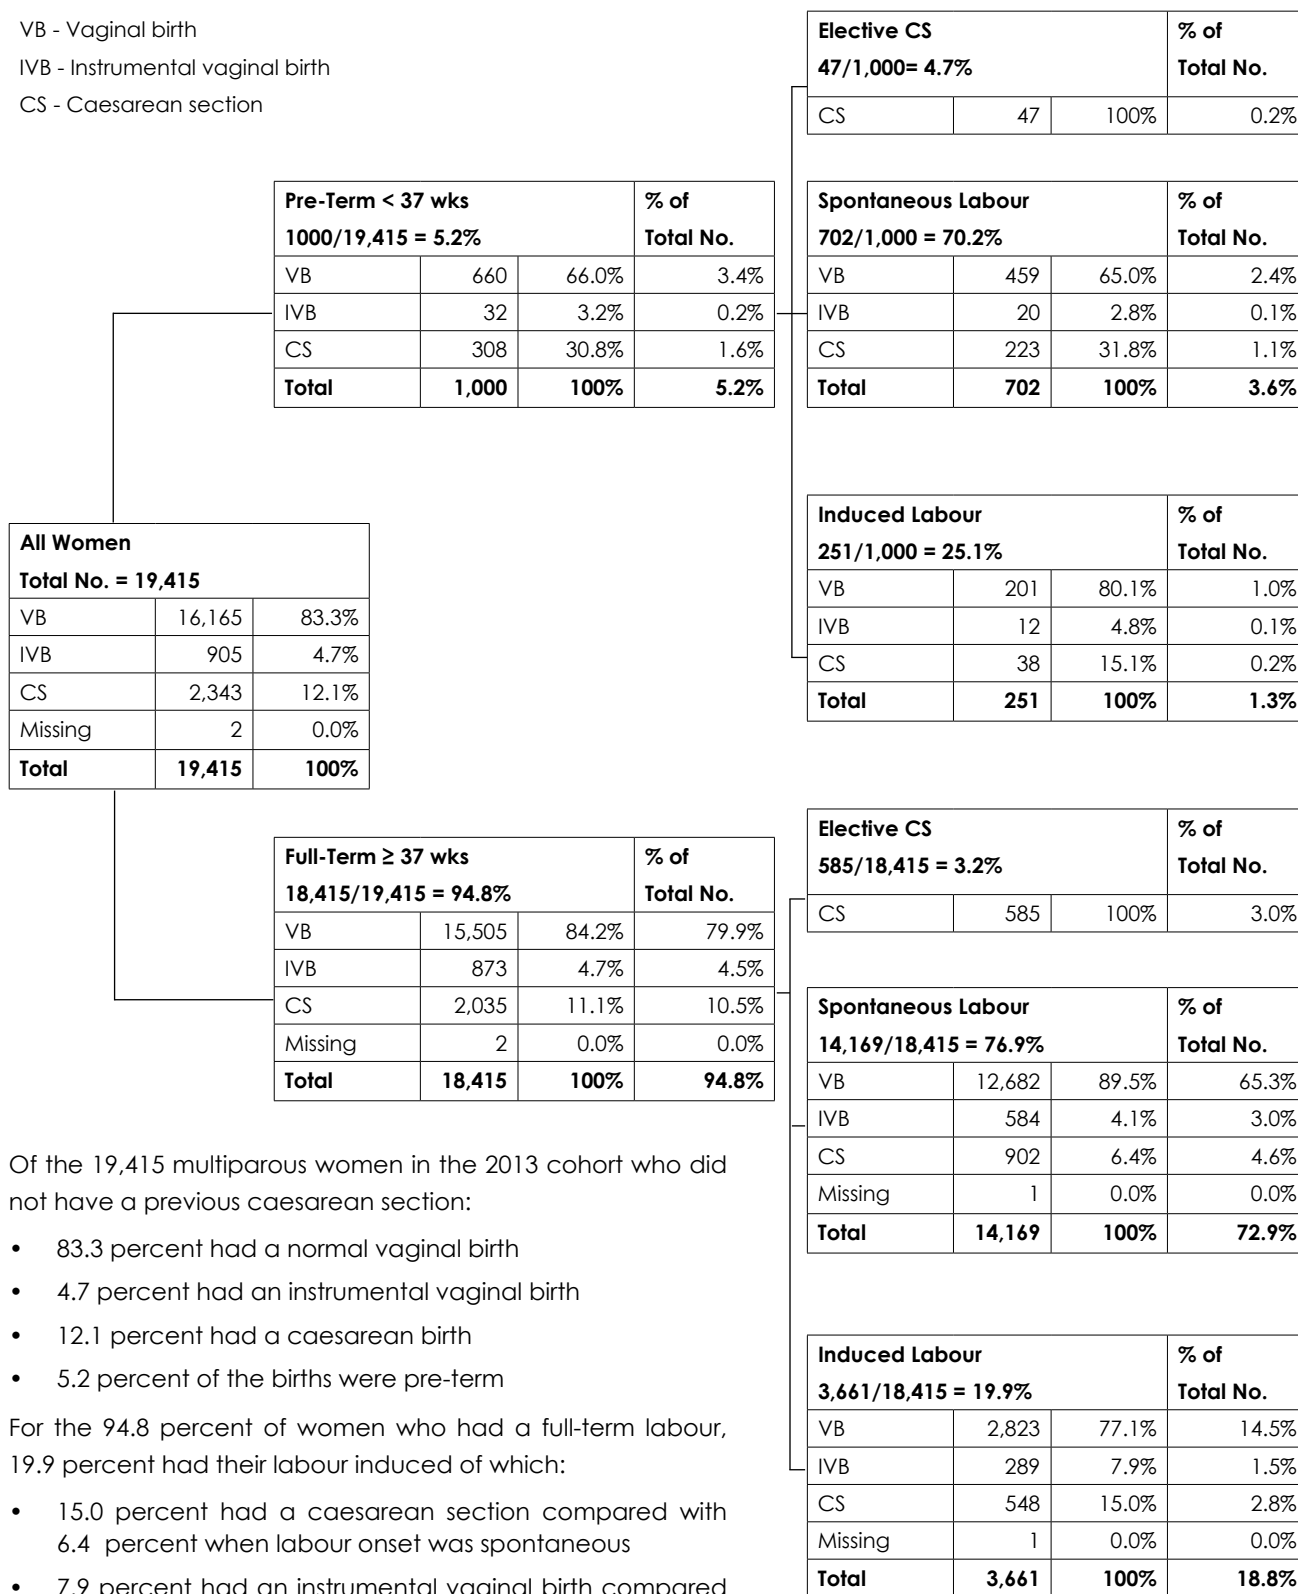 VB - Vaginal birth
IVB - Instrumental vaginal birth
CS - Caesarean section
Elective CS % of
47/1,000= 4.7% Total No.
CS 47 100% 0.2%
Pre-Term < 37 wks % of
1000/19,415 = 5.2% Total No.
VB 660 66.0% 3.4%
IVB 32 3.2% 0.2%
CS 308 30.8% 1.6%
Total 1,000 100% 5.2%
Spontaneous Labour % of
702/1,000 = 70.2% Total No.
VB 459 65.0% 2.4%
IVB 20 2.8% 0.1%
CS 223 31.8% 1.1%
Total 702 100% 3.6%
Induced Labour % of
251/1,000 = 25.1% Total No.
VB 201 80.1% 1.0%
IVB 12 4.8% 0.1%
CS 38 15.1% 0.2%
Total 251 100% 1.3%
All Women
Total No. = 19,415
VB 16,165 83.3%
IVB 905 4.7%
CS 2,343 12.1%
Missing 2 0.0%
Total 19,415 100%
Elective CS % of
585/18,415 = 3.2% Total No.
CS 585 100% 3.0%
Full-Term ≥ 37 wks % of
18,415/19,415 = 94.8% Total No.
VB 15,505 84.2% 79.9%
IVB 873 4.7% 4.5%
CS 2,035 11.1% 10.5%
Missing 2 0.0% 0.0%
Total 18,415 100% 94.8%
Spontaneous Labour % of
14,169/18,415 = 76.9% Total No.
VB 12,682 89.5% 65.3%
IVB 584 4.1% 3.0%
CS 902 6.4% 4.6%
Missing 1 0.0% 0.0%
Total 14,169 100% 72.9%
Induced Labour % of
3,661/18,415 = 19.9% Total No.
VB 2,823 77.1% 14.5%
IVB 289 7.9% 1.5%
CS 548 15.0% 2.8%
Missing 1 0.0% 0.0%
Total 3,661 100% 18.8%
Of the 19,415 multiparous women in the 2013 cohort who did
not have a previous caesarean section:
• 83.3 percent had a normal vaginal birth
• 4.7 percent had an instrumental vaginal birth
• 12.1 percent had a caesarean birth
• 5.2 percent of the births were pre-term
For the 94.8 percent of women who had a full-term labour,
19.9 percent had their labour induced of which:
• 15.0 percent had a caesarean section compared with
6.4 percent when labour onset was spontaneous
• 7.9 percent had an instrumental vaginal birth compared